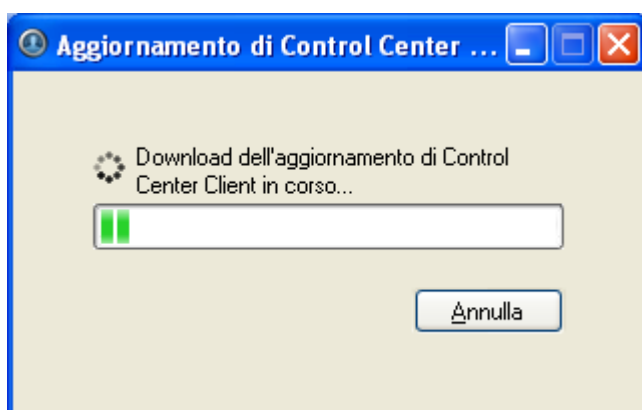 Aggiornamento di Control Center ...
Download dell'aggiornamento di Control
Center Client in corso...
Annulla